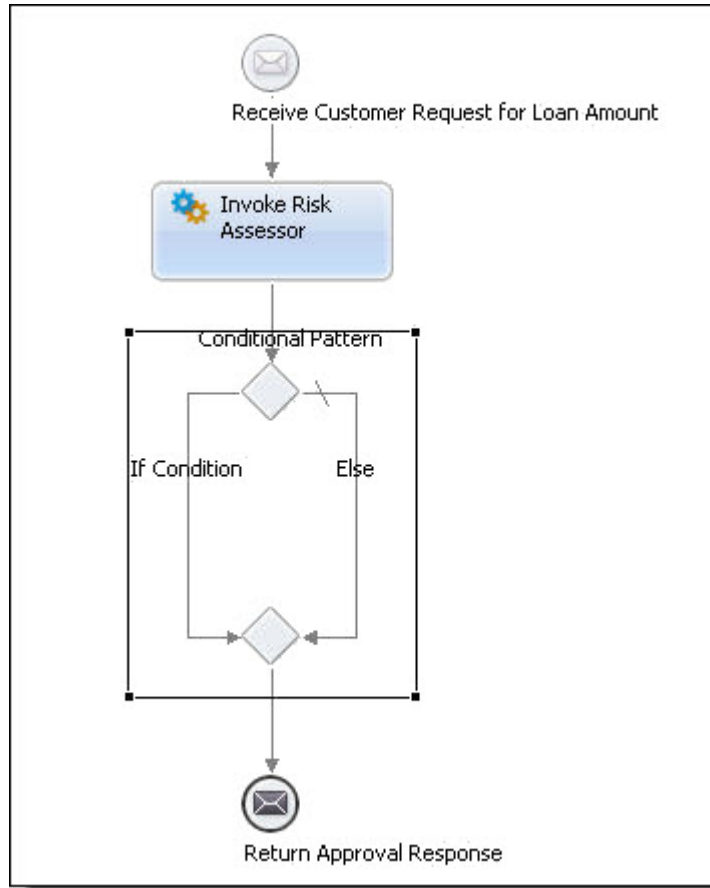 Receive Customer Request for Loan Amount
Invoke Risk
Assessor
Conditional Pattern
If Condition
Else
Return Approval Response